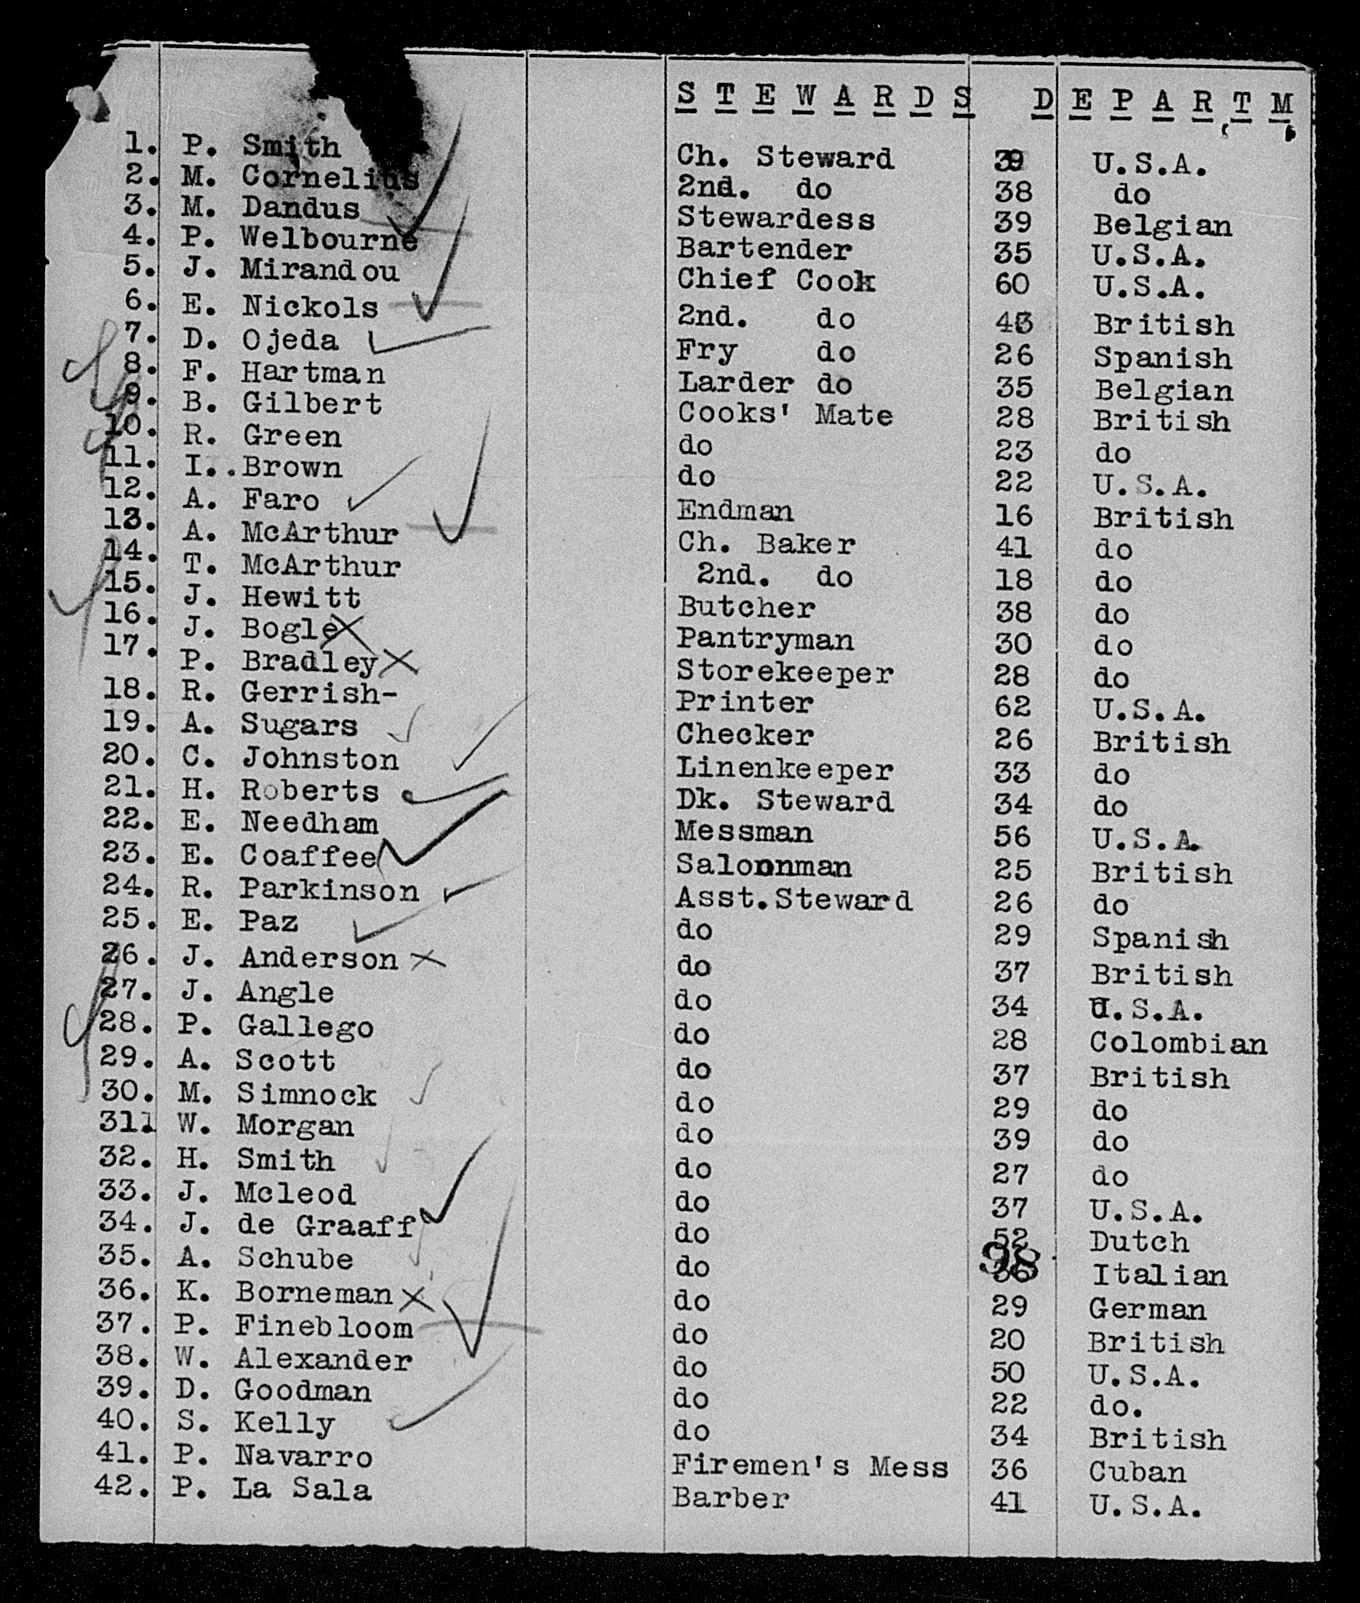 STEWARDS DEPARTM
1. P. Smith Ch. Steward 39 U.S.A.
2. M. Cornelius 2nd. do 38 do
3. M. Dandus Stewardess 39 Belgian
4. P. Welbourne Bartender 35 U.S.A.
5. J. Mirandou Chief Cook 60 U.S.A.
6. E. Nickols 2nd. do 43 British
7. D. Ojeda Fry do 26 Spanish
8. F. Hartman Larder do 35 Belgian
9. B. Gilbert Cooks' Mate 28 British
10. R. Green do 23 do
11. I..Brown do 22 U.S.A.
12. A. Faro Endman 16 British
13. A. McArthur Ch. Baker 41 do
14. T. McArthur 2nd. do 18 do
15. J. Hewitt Butcher 38 do
16. J. Bogle Pantryman 30 do
17. P. Bradley Storekeeper 28 do
18. R. Gerrish- Printer 62 U.S.A.
19. A. Sugars Checker 26 British
20. C. Johnston Linenkeeper 33 do
21. H. Roberts Dk. Steward 34 do
22. E. Needham Messman 56 U.S.A.
23. E. Coaffee Saloonman 25 British
24. R. Parkinson Asst.Steward 26 do
25. E. Paz do 29 Spanish
26. J. Anderson do 37 British
27. J. Angle do 34 U.S.A.
28. P. Gallego do 28 Colombian
29. A. Scott do 37 British
30. M. Simnock do 29 do
311 W. Morgan do 39 do
32. H. Smith do 27 do
33. J. Mcleod do 37 U.S.A.
34. J. de Graaff do 52 Dutch
35. A. Schube do 98 Italian
36. K. Borneman do 29 German
37. P. Finebloom do 20 British
38. W. Alexander do 50 U.S.A.
39. D. Goodman do 22 do.
40. S. Kelly do 34 British
41. P. Navarro Firemen's Mess 36 Cuban
42. P. La Sala Barber 41 U.S.A.